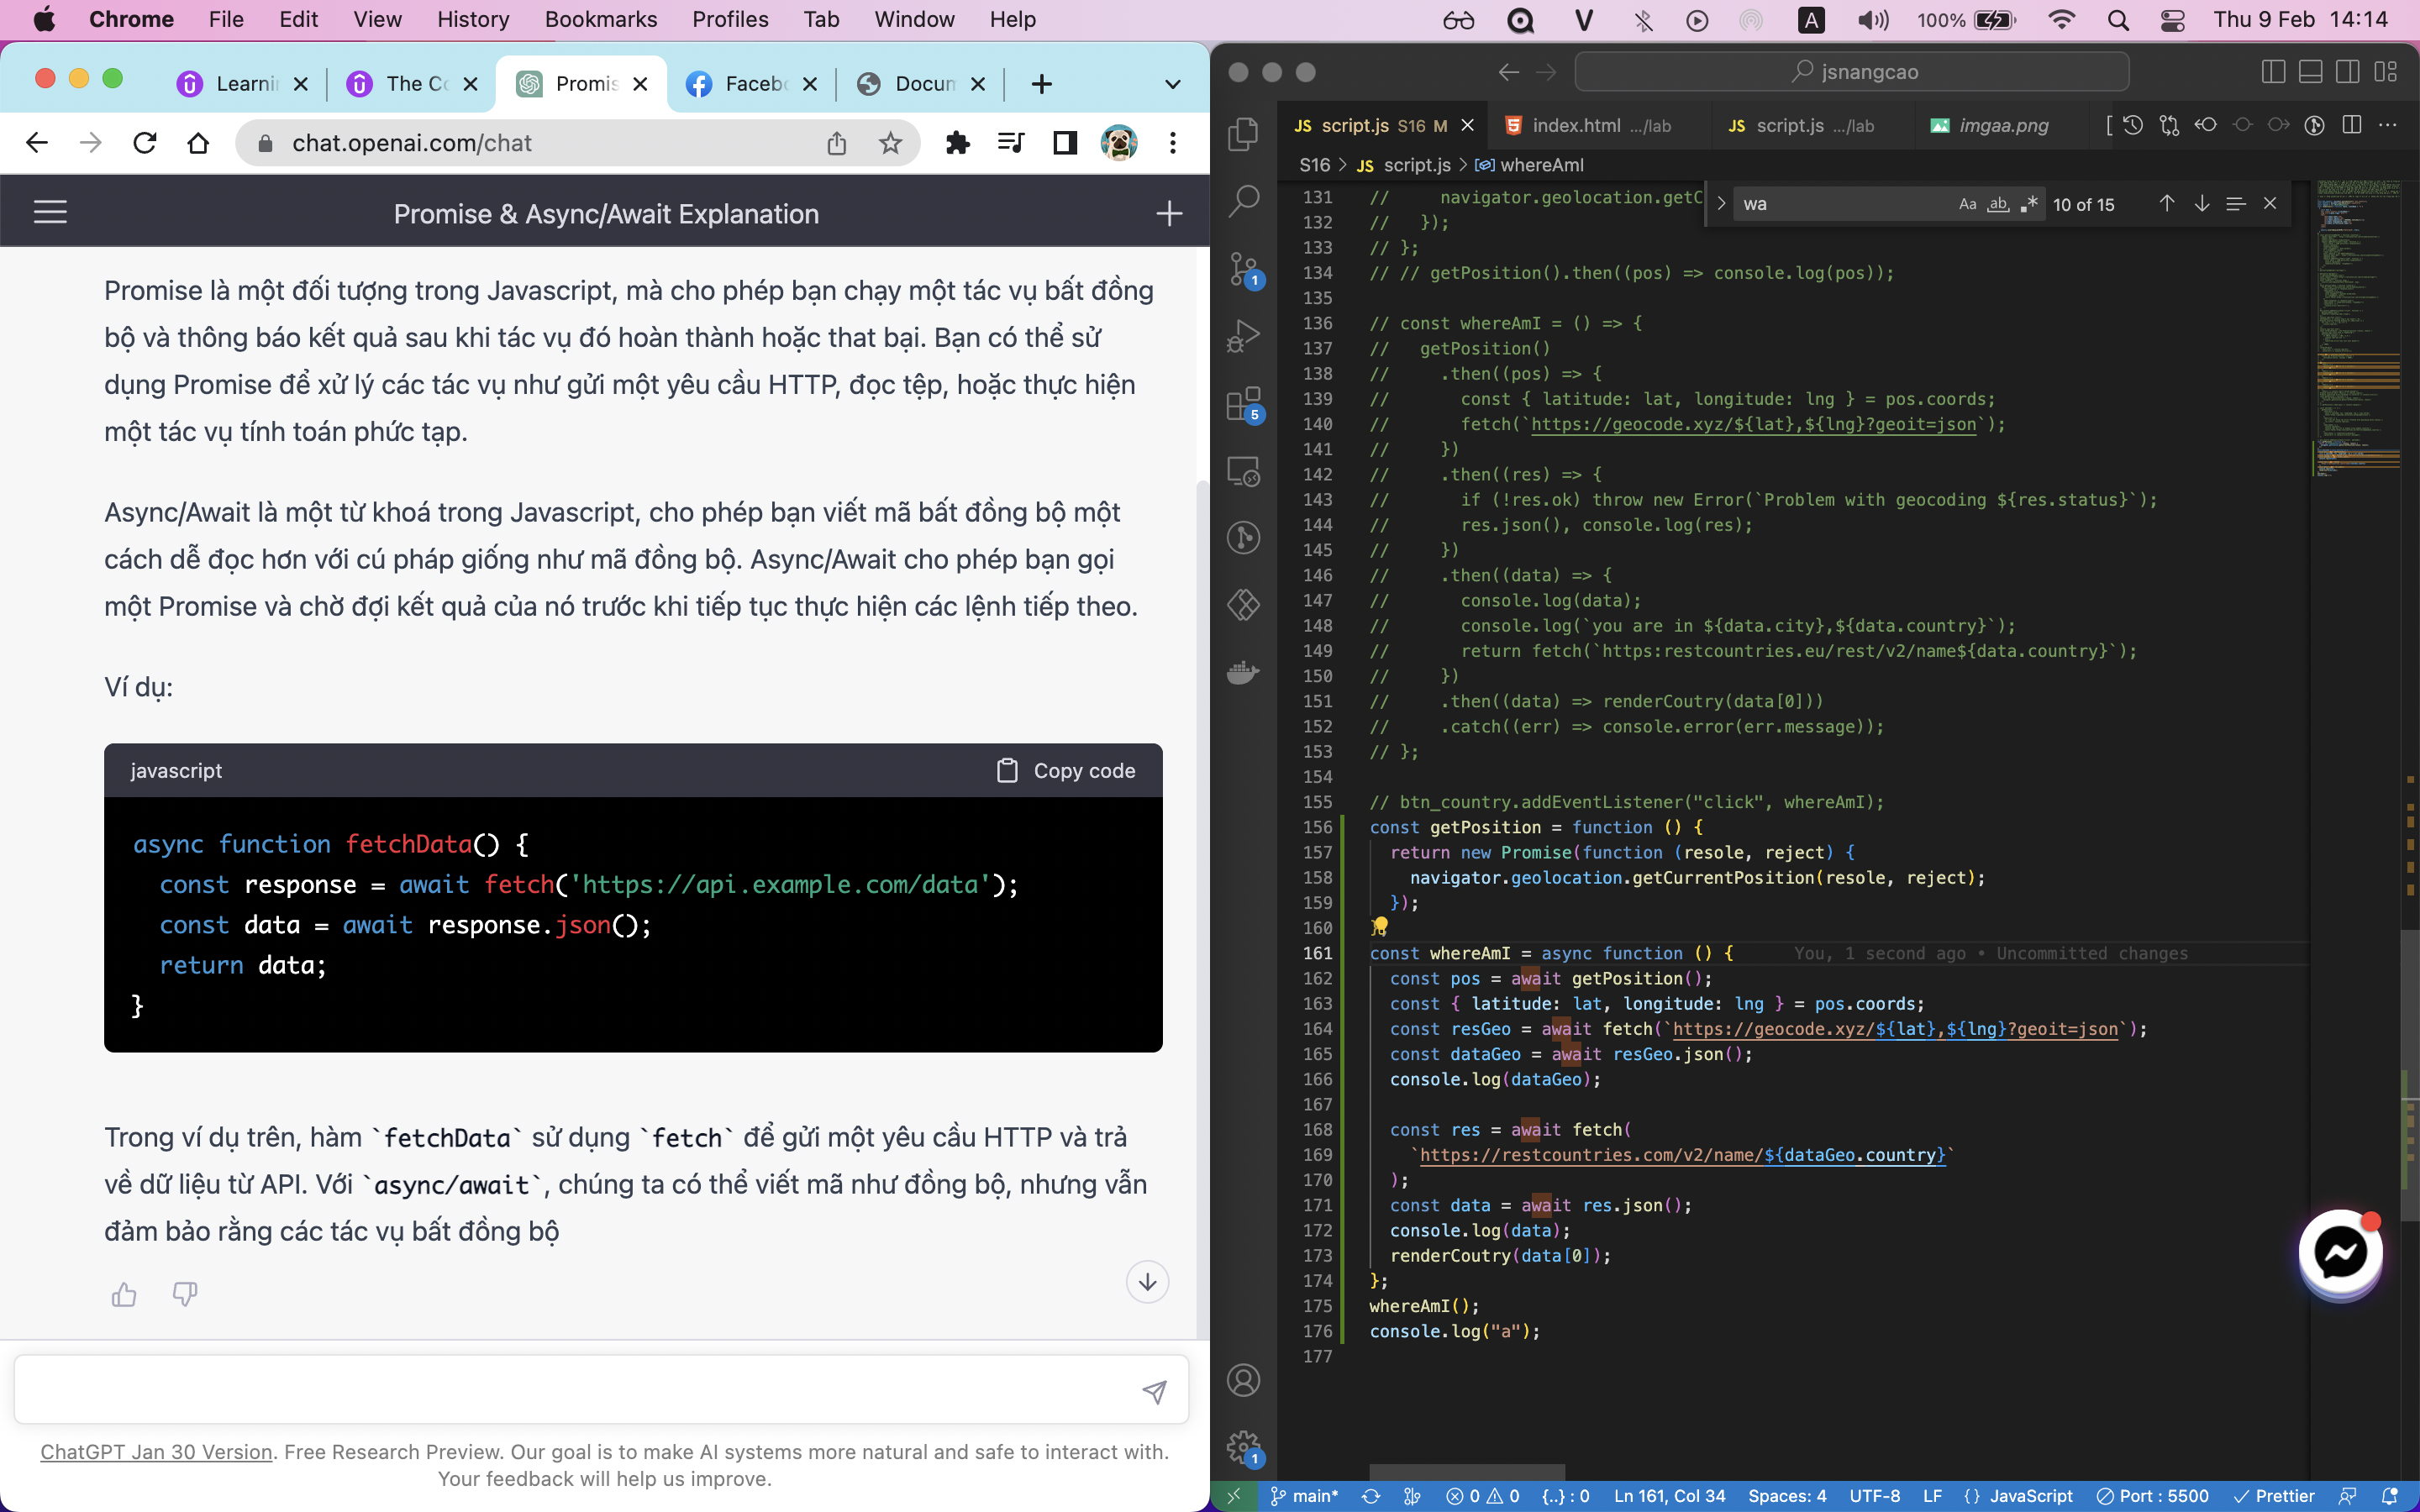 Chrome File Edit View History Bookmarks Profiles Tab Window Help A 100% Thu 9 Feb 14:14
Learni The Co Promis Facebo Docum
chat.openai.com/chat
Promise & Async/Await Explanation
Promise là một đối tượng trong Javascript, mà cho phép bạn chạy một tác vụ bất đồng
bộ và thông báo kết quả sau khi tác vụ đó hoàn thành hoặc that bại. Bạn có thể sử
dụng Promise để xử lý các tác vụ như gửi một yêu cầu HTTP, đọc tệp, hoặc thực hiện
một tác vụ tính toán phức tạp.
Async/Await là một từ khoá trong Javascript, cho phép bạn viết mã bất đồng bộ một
cách dễ đọc hơn với cú pháp giống như mã đồng bộ. Async/Await cho phép bạn gọi
một Promise và chờ đợi kết quả của nó trước khi tiếp tục thực hiện các lệnh tiếp theo.
Ví dụ:
javascript Copy code
async function fetchData() {
const response = await fetch('https://api.example.com/data');
const data = await response.json();
return data;
}
Trong ví dụ trên, hàm `fetchData` sử dụng `fetch` để gửi một yêu cầu HTTP và trả
về dữ liệu từ API. Với `async/await`, chúng ta có thể viết mã như đồng bộ, nhưng vẫn
đảm bảo rằng các tác vụ bất đồng bộ
ChatGPT Jan 30 Version. Free Research Preview. Our goal is to make AI systems more natural and safe to interact with.
Your feedback will help us improve.
jsnangcao
JS script.js S16 M index.html .../lab JS script.js .../lab imgaa.png
S16 > JS script.js > whereAmI
wa Aa ab 10 of 15
131 // navigator.geolocation.getC
132 // });
133 // };
134 // // getPosition().then((pos) => console.log(pos));
135
136 // const whereAmI = () => {
137 // getPosition()
138 // .then((pos) => {
139 // const { latitude: lat, longitude: lng } = pos.coords;
140 // fetch(`https://geocode.xyz/${lat},${lng}?geoit=json`);
141 // })
142 // .then((res) => {
143 // if (!res.ok) throw new Error(`Problem with geocoding ${res.status}`);
144 // res.json(), console.log(res);
145 // })
146 // .then((data) => {
147 // console.log(data);
148 // console.log(`you are in ${data.city},${data.country}`);
149 // return fetch(`https:restcountries.eu/rest/v2/name${data.country}`);
150 // })
151 // .then((data) => renderCoutry(data[0]))
152 // .catch((err) => console.error(err.message));
153 // };
154
155 // btn_country.addEventListener("click", whereAmI);
156 const getPosition = function () {
157 return new Promise(function (resole, reject) {
158 navigator.geolocation.getCurrentPosition(resole, reject);
159 });
160
161 const whereAmI = async function () { You, 1 second ago • Uncommitted changes
162 const pos = await getPosition();
163 const { latitude: lat, longitude: lng } = pos.coords;
164 const resGeo = await fetch(`https://geocode.xyz/${lat},${lng}?geoit=json`);
165 const dataGeo = await resGeo.json();
166 console.log(dataGeo);
167
168 const res = await fetch(
169 `https://restcountries.com/v2/name/${dataGeo.country}`
170 );
171 const data = await res.json();
172 console.log(data);
173 renderCoutry(data[0]);
174 };
175 whereAmI();
176 console.log("a");
177
1
5
1
main* 0 0 {..} : 0 Ln 161, Col 34 Spaces: 4 UTF-8 LF {} JavaScript Port : 5500 Prettier